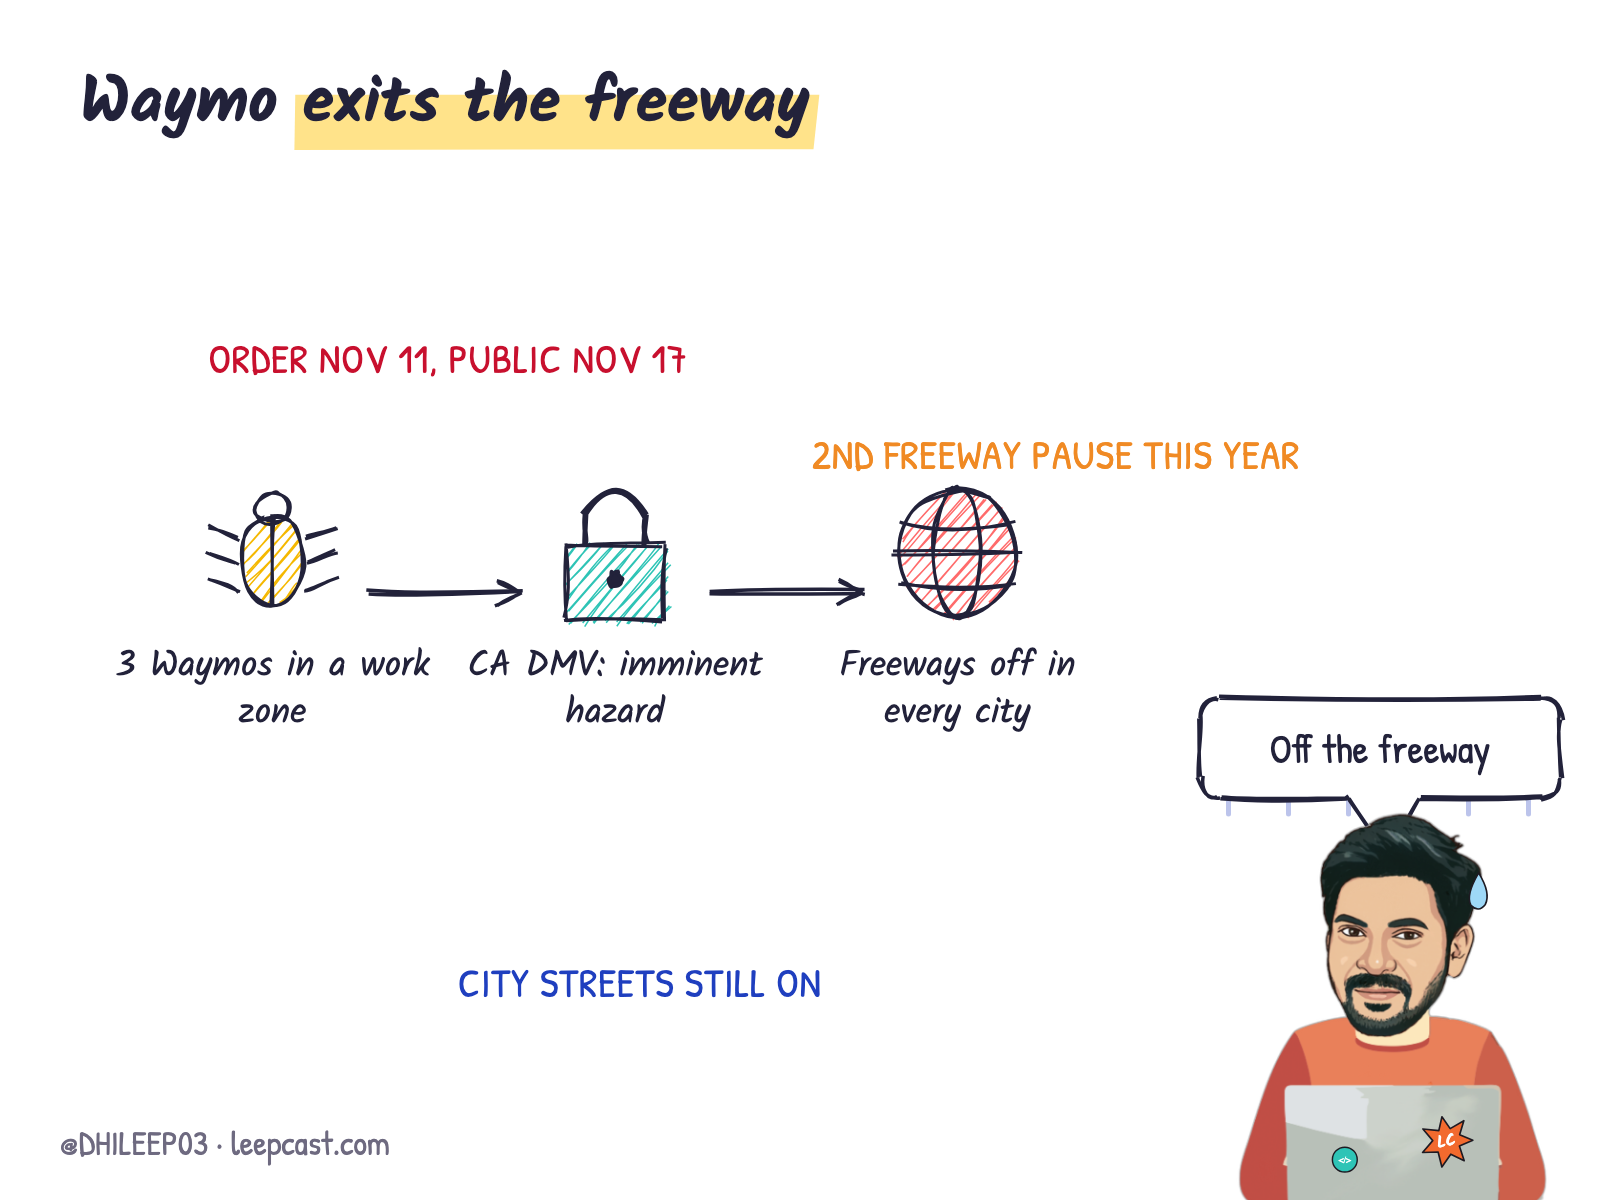 Waymo exits the freeway
ORDER NOV 11, PUBLIC NOV 17
2ND FREEWAY PAUSE THIS YEAR
3 Waymos in a work
zone
CA DMV: imminent
hazard
Freeways off in
every city
Off the freeway
CITY STREETS STILL ON
@DHILEEP03 · leepcast.com
LC
</>